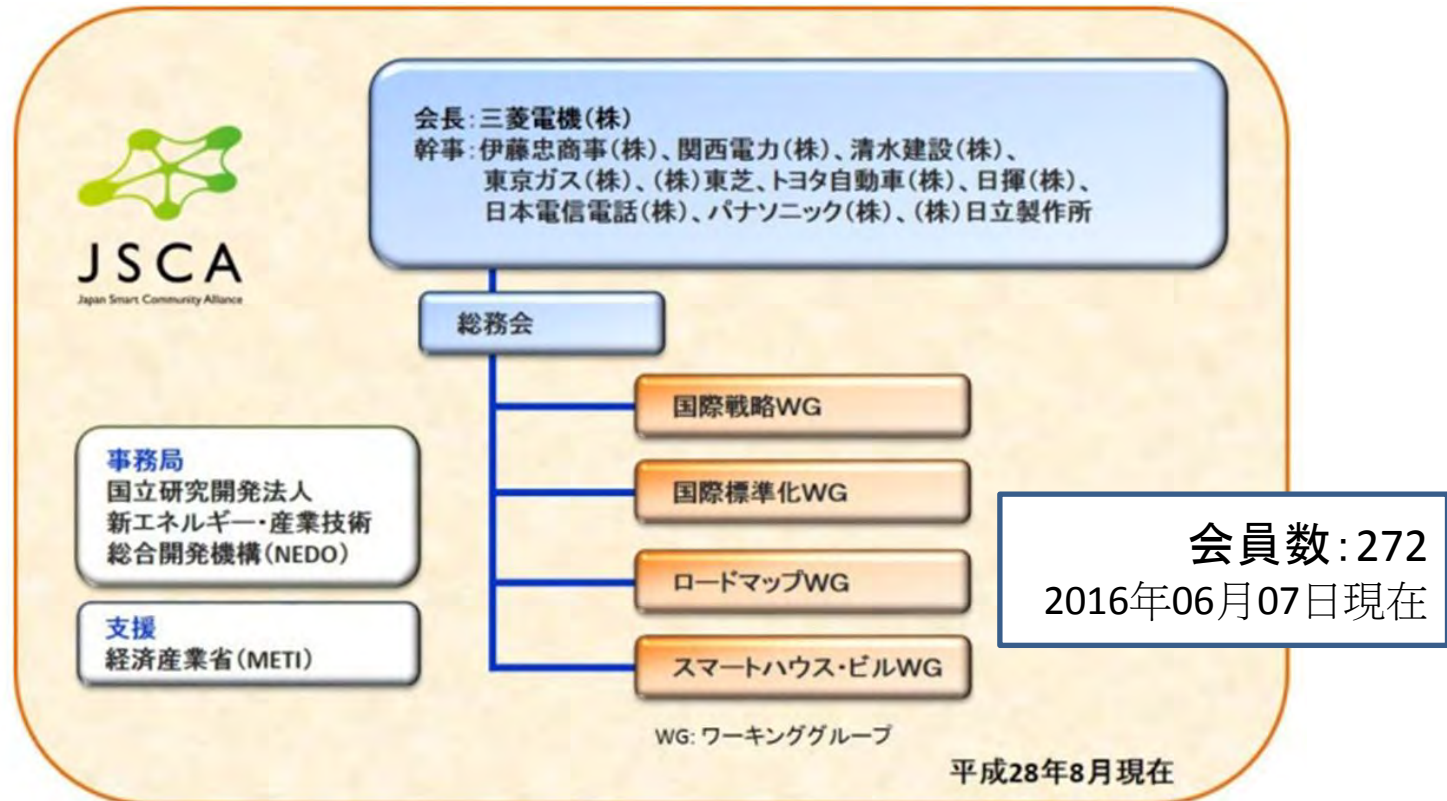 会長:三菱電機(株)
幹事:伊藤忠商事(株)、関西電力(株)、清水建設(株)、
東京ガス(株)、(株)東芝、トヨタ自動車(株)、日揮(株)、
日本電信電話(株)、パナソニック(株)、(株)日立製作所
JSCA
Japan Smart Community Alliance
総務会
国際戦略WG
国際標準化WG
ロードマップWG
スマートハウス・ビルWG
WG: ワーキンググループ
事務局
国立研究開発法人
新エネルギー・産業技術
総合開発機構(NEDO)
支援
経済産業省(METI)
会員数:272
2016年06月07日現在
平成28年8月現在